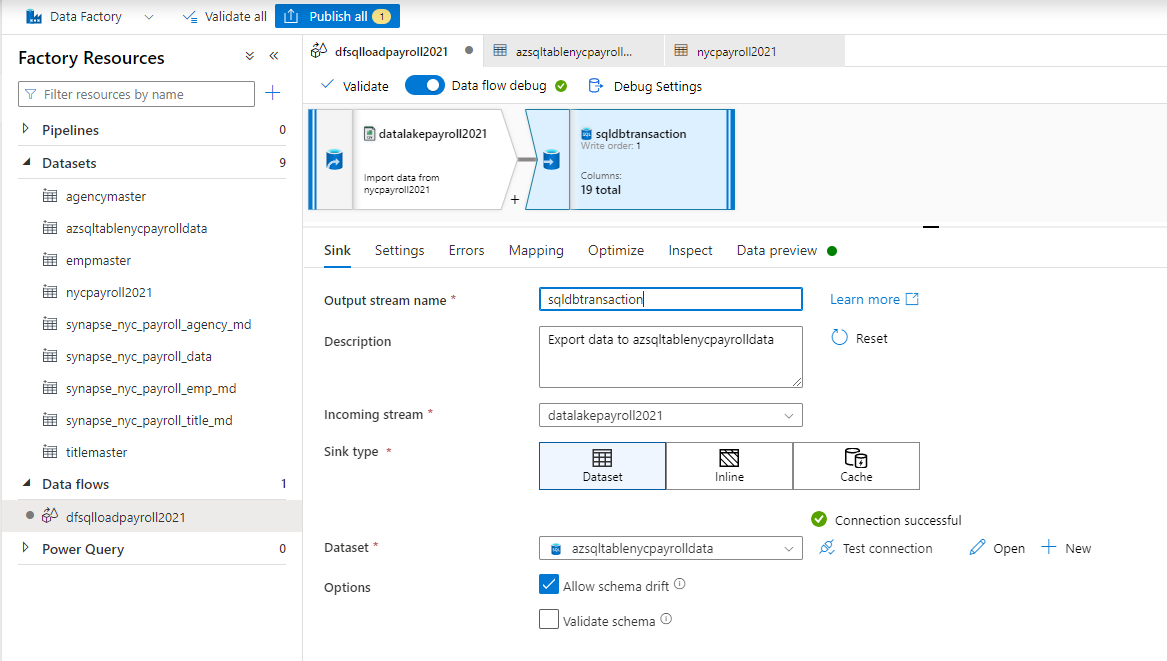 Data Factory
Validate all
Publish all 1
Factory Resources
Filter resources by name
Pipelines 0
Datasets 9
agencymaster
azsqltablenycpayrolldata
empmaster
nycpayroll2021
synapse_nyc_payroll_agency_md
synapse_nyc_payroll_data
synapse_nyc_payroll_emp_md
synapse_nyc_payroll_title_md
titlemaster
Data flows 1
dfsqlloadpayroll2021
Power Query 0
dfsqlloadpayroll2021
azsqltablenycpayroll...
nycpayroll2021
Validate
Data flow debug
Debug Settings
datalakepayroll2021
Import data from
nycpayroll2021
+
SQL
sqldbtransaction
Write order: 1
Columns:
19 total
Sink Settings Errors Mapping Optimize Inspect Data preview
Output stream name *
sqldbtransaction
Learn more
Description
Export data to azsqltablenycpayrolldata
Reset
Incoming stream *
datalakepayroll2021
Sink type *
Dataset
Inline
Cache
Connection successful
Dataset *
SQL
azsqltablenycpayrolldata
Test connection
Open
New
Options
Allow schema drift
Validate schema